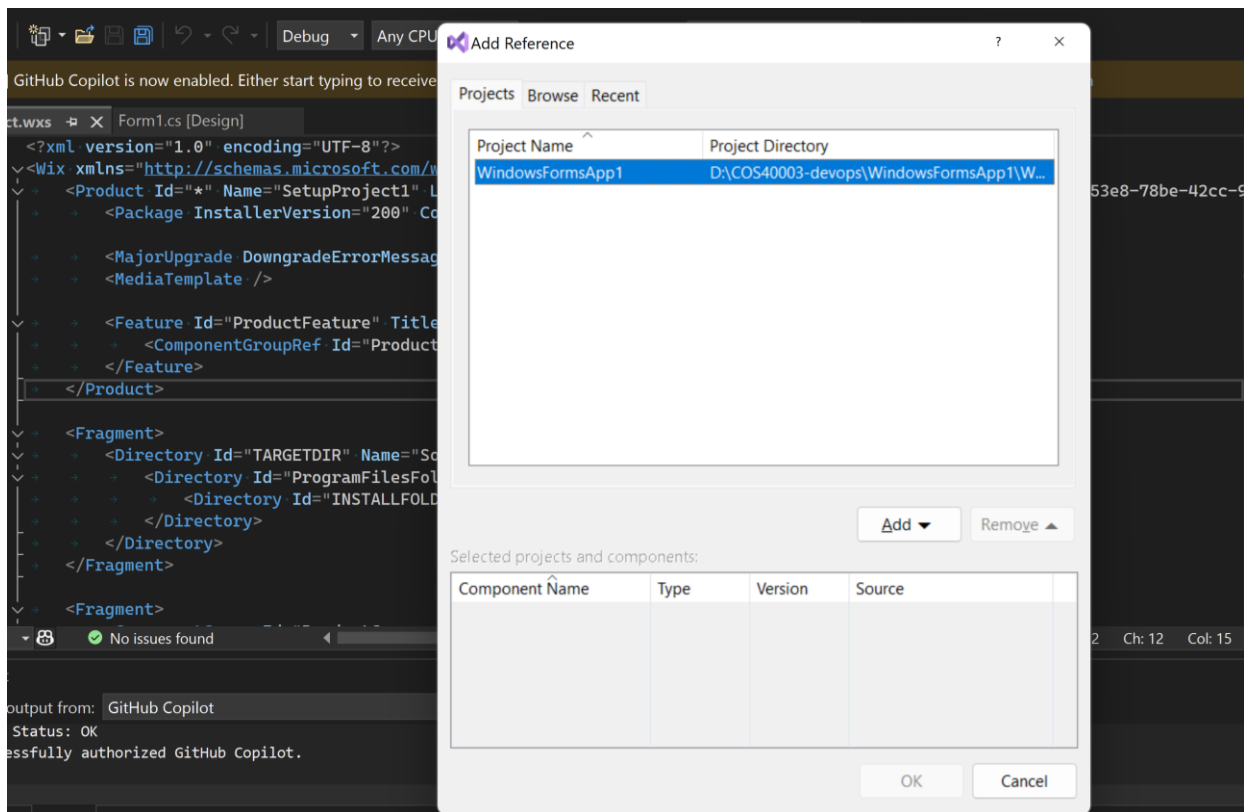 Debug
Any CPU
GitHub Copilot is now enabled. Either start typing to receive
ct.wxs
Form1.cs [Design]
<?xml version="1.0" encoding="UTF-8"?>
<Wix xmlns="http://schemas.microsoft.com/w
<Product Id="*" Name="SetupProject1" L
53e8-78be-42cc-9
<Package InstallerVersion="200" Co
<MajorUpgrade DowngradeErrorMessag
<MediaTemplate />
<Feature Id="ProductFeature" Title
<ComponentGroupRef Id="Product
</Feature>
</Product>
<Fragment>
<Directory Id="TARGETDIR" Name="So
<Directory Id="ProgramFilesFol
<Directory Id="INSTALLFOLD
</Directory>
</Directory>
</Fragment>
<Fragment>
No issues found
2 Ch: 12 Col: 15
output from: GitHub Copilot
Status: OK
essfully authorized GitHub Copilot.
Add Reference
?
Projects Browse Recent
Project Name Project Directory
WindowsFormsApp1 D:\COS40003-devops\WindowsFormsApp1\W...
Add Remove
Selected projects and components:
Component Name Type Version Source
OK Cancel